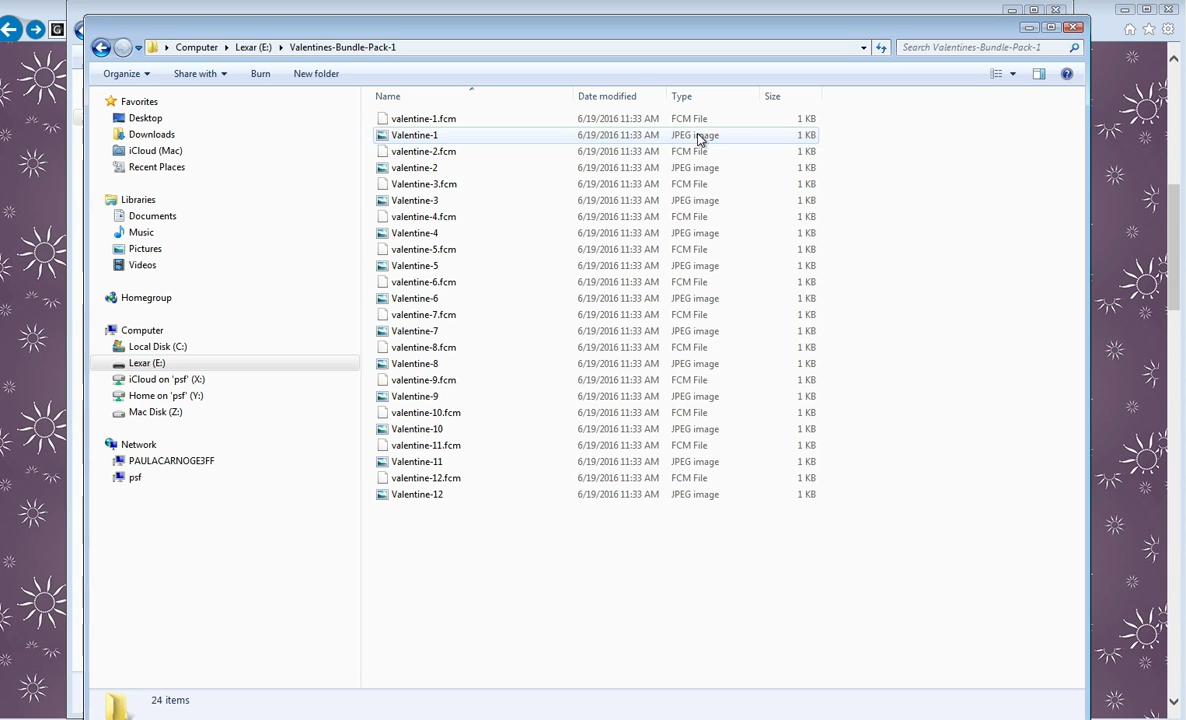 G
Computer Lexar (E:) Valentines-Bundle-Pack-1 Search Valentines-Bundle-Pack-1
Organize Share with Burn New folder
Favorites
Desktop
Downloads
iCloud (Mac)
Recent Places
Libraries
Documents
Music
Pictures
Videos
Homegroup
Computer
Local Disk (C:)
Lexar (E:)
iCloud on 'psf' (X:)
Home on 'psf' (Y:)
Mac Disk (Z:)
Network
PAULACARNOGE3FF
psf
Name Date modified Type Size
valentine-1.fcm 6/19/2016 11:33 AM FCM File 1 KB
Valentine-1 6/19/2016 11:33 AM JPEG image 1 KB
valentine-2.fcm 6/19/2016 11:33 AM FCM File 1 KB
valentine-2 6/19/2016 11:33 AM JPEG image 1 KB
Valentine-3.fcm 6/19/2016 11:33 AM FCM File 1 KB
Valentine-3 6/19/2016 11:33 AM JPEG image 1 KB
valentine-4.fcm 6/19/2016 11:33 AM FCM File 1 KB
Valentine-4 6/19/2016 11:33 AM JPEG image 1 KB
valentine-5.fcm 6/19/2016 11:33 AM FCM File 1 KB
Valentine-5 6/19/2016 11:33 AM JPEG image 1 KB
valentine-6.fcm 6/19/2016 11:33 AM FCM File 1 KB
Valentine-6 6/19/2016 11:33 AM JPEG image 1 KB
valentine-7.fcm 6/19/2016 11:33 AM FCM File 1 KB
Valentine-7 6/19/2016 11:33 AM JPEG image 1 KB
valentine-8.fcm 6/19/2016 11:33 AM FCM File 1 KB
Valentine-8 6/19/2016 11:33 AM JPEG image 1 KB
valentine-9.fcm 6/19/2016 11:33 AM FCM File 1 KB
Valentine-9 6/19/2016 11:33 AM JPEG image 1 KB
valentine-10.fcm 6/19/2016 11:33 AM FCM File 1 KB
Valentine-10 6/19/2016 11:33 AM JPEG image 1 KB
valentine-11.fcm 6/19/2016 11:33 AM FCM File 1 KB
Valentine-11 6/19/2016 11:33 AM JPEG image 1 KB
valentine-12.fcm 6/19/2016 11:33 AM FCM File 1 KB
Valentine-12 6/19/2016 11:33 AM JPEG image 1 KB
24 items